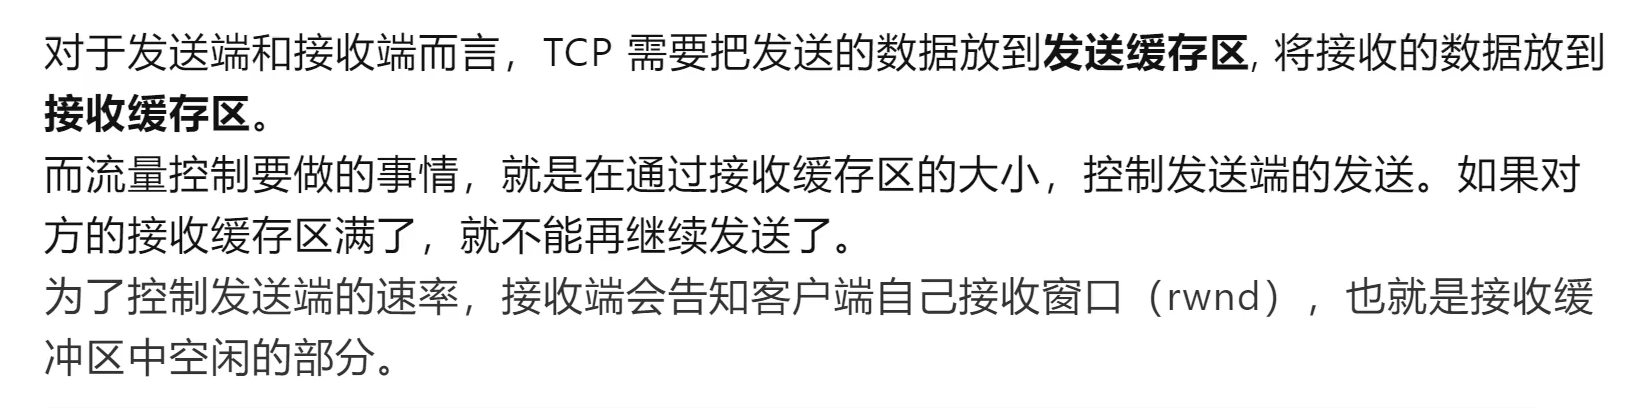 对于发送端和接收端而言，TCP 需要把发送的数据放到发送缓存区, 将接收的数据放到
接收缓存区。
而流量控制要做的事情，就是在通过接收缓存区的大小，控制发送端的发送。如果对
方的接收缓存区满了，就不能再继续发送了。
为了控制发送端的速率，接收端会告知客户端自己接收窗口（rwnd），也就是接收缓
冲区中空闲的部分。